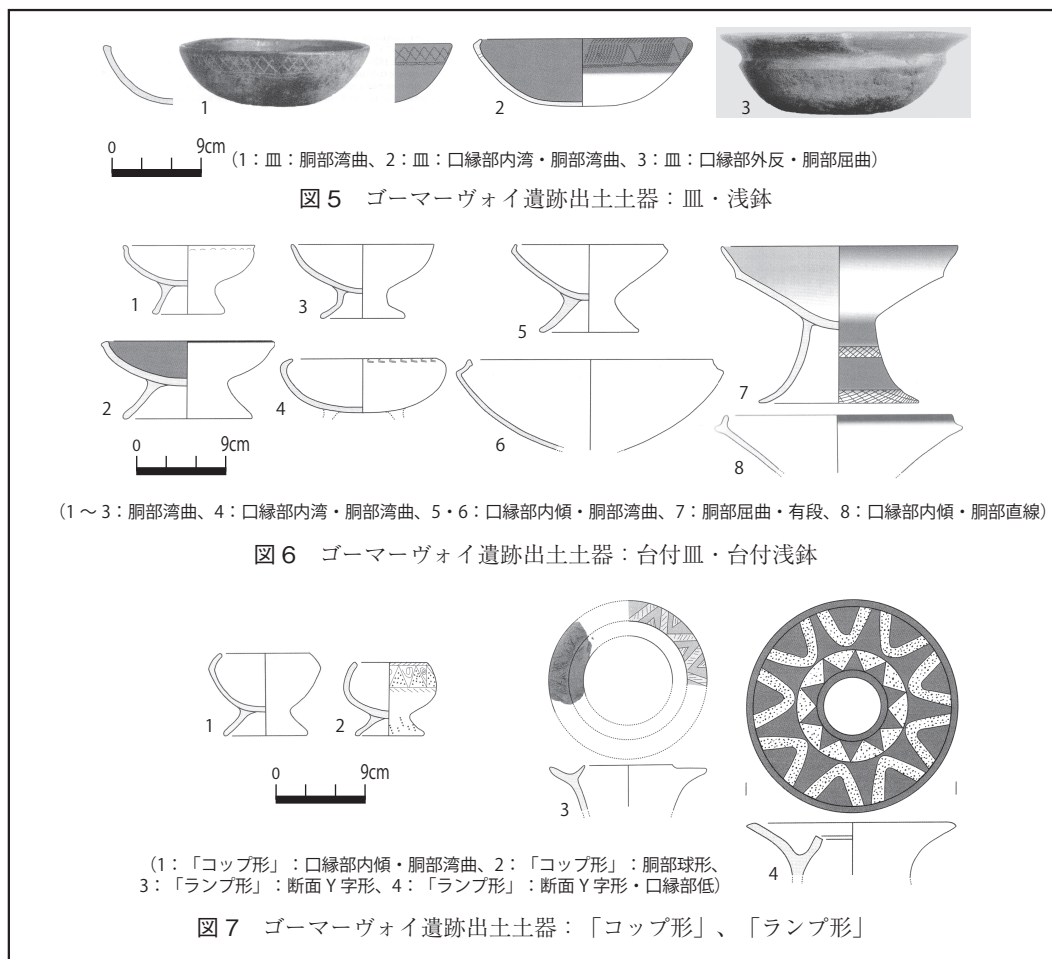 1
2
3
0 9cm
(1:皿:胴部湾曲、2:皿:口縁部内湾・胴部湾曲、3:皿:口縁部外反・胴部屈曲)
図5 ゴーマーヴォイ遺跡出土土器:皿・浅鉢
1
3
5
7
2
4
6
8
0 9cm
(1~3:胴部湾曲、4:口縁部内湾・胴部湾曲、5・6:口縁部内傾・胴部湾曲、7:胴部屈曲・有段、8:口縁部内傾・胴部直線)
図6 ゴーマーヴォイ遺跡出土土器:台付皿・台付浅鉢
1
2
3
4
0 9cm
(1:「コップ形」:口縁部内傾・胴部湾曲、2:「コップ形」:胴部球形、
3:「ランプ形」:断面Y字形、4:「ランプ形」:断面Y字形・口縁部低)
図7 ゴーマーヴォイ遺跡出土土器:「コップ形」、「ランプ形」